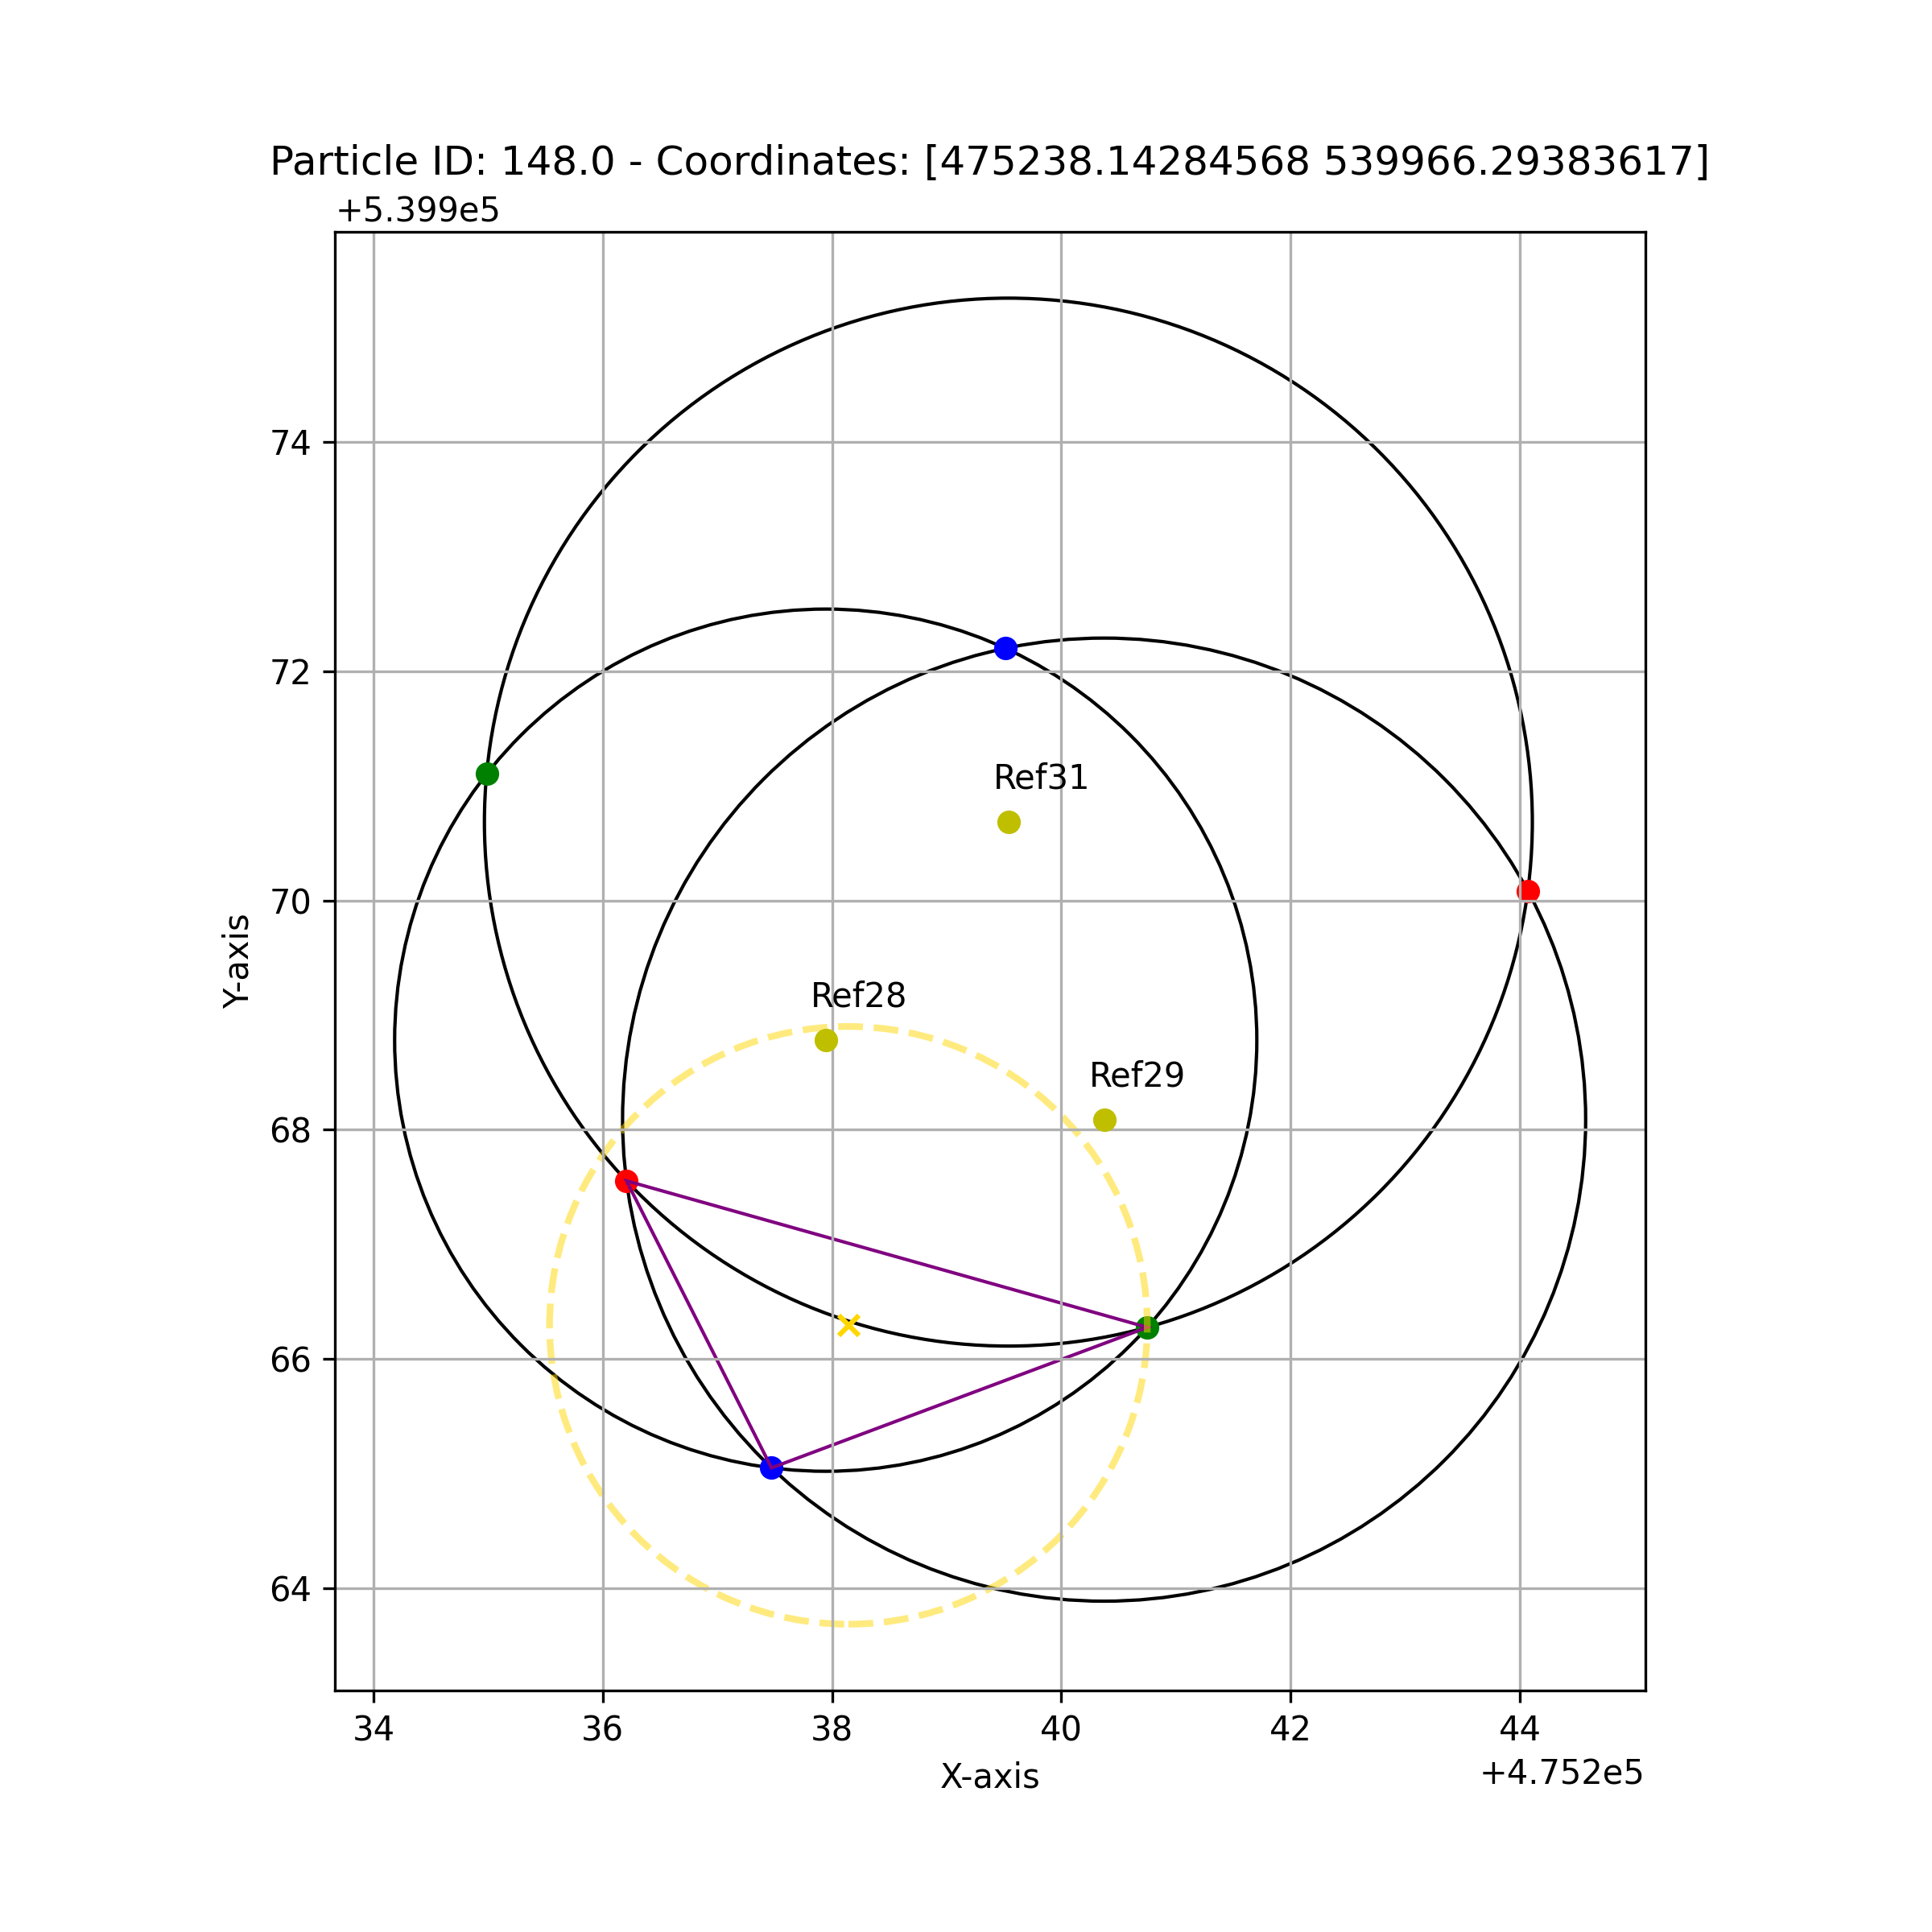 Particle ID: 148.0 - Coordinates: [475238.14284568 539966.29383617]
+5.399e5
74
72
Ref31
70
Y-axis
Ref28
Ref29
68
66
64
34 36 38 40 42 44
X-axis
+4.752e5